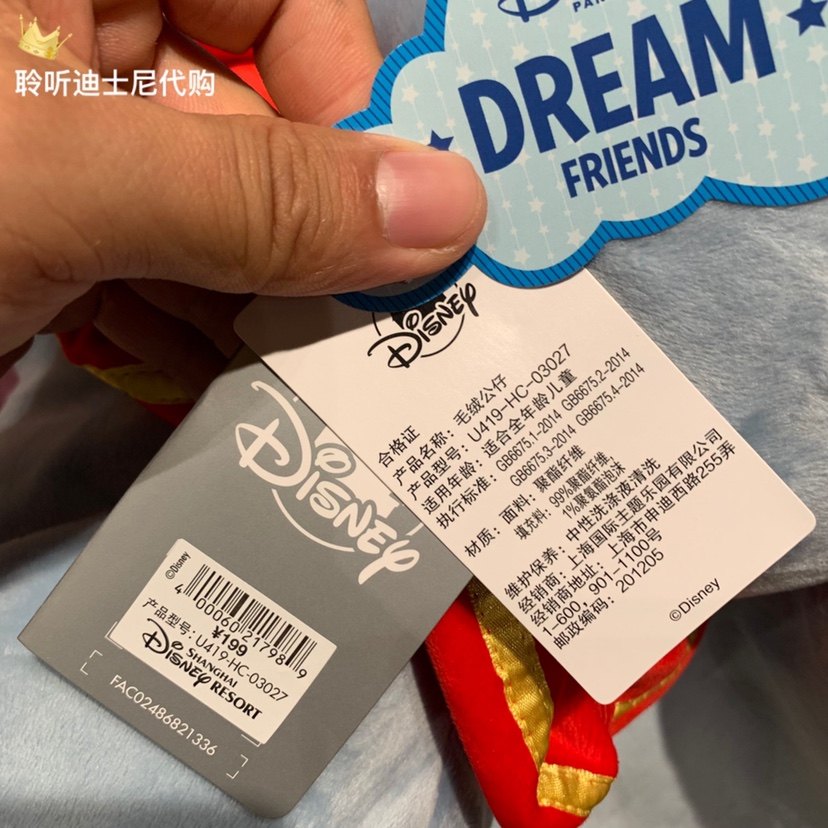 聆听迪士尼代购
DREAM
FRIENDS
Disney
合格证
产品名称：毛绒公仔
产品型号：U419-HC-03027
适用年龄：适合全年龄儿童
执行标准：GB6675.1-2014 GB6675.2-2014
GB6675.3-2014 GB6675.4-2014
材质：面料：聚酯纤维
填充料：99%聚酯纤维，
1%聚氨酯泡沫
维护保养：中性洗涤液清洗
经销商：上海国际主题乐园有限公司
经销商地址：上海市申迪西路255弄
1-600，901-1100号
邮政编码：201205
©Disney
Disney
©Disney
4 000060 217989
¥199
产品型号：U419-HC-03027
SHANGHAI
DISNEY RESORT
FAC02486821336